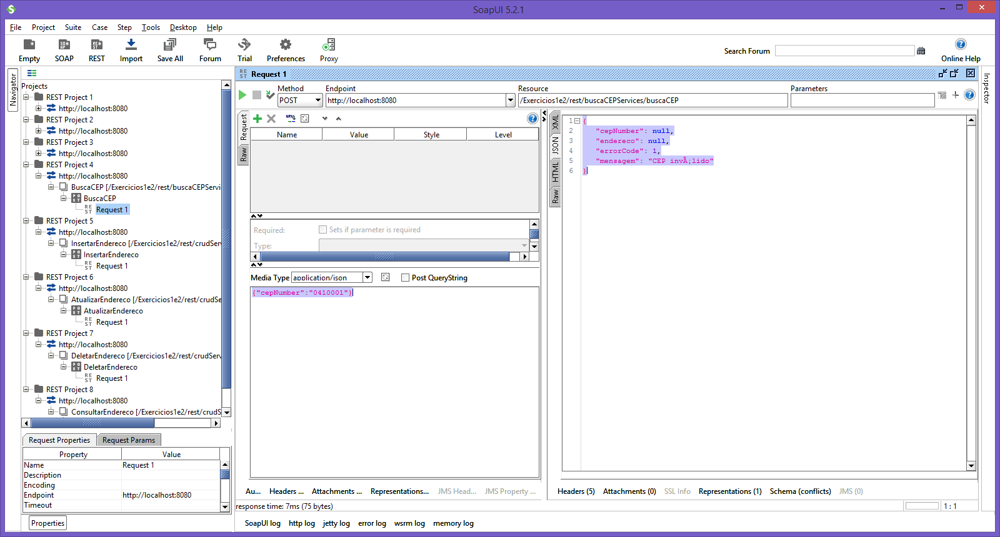 SoapUI 5.2.1
File Project Suite Case Step Tools Desktop Help
Empty SOAP REST Import Save All Forum Trial Preferences Proxy
Search Forum
Online Help
Navigator
Projects
REST Project 1
http://localhost:8080
REST Project 2
http://localhost:8080
REST Project 3
http://localhost:8080
REST Project 4
http://localhost:8080
BuscaCEP [/Exercicios1e2/rest/buscaCEPServi
BuscaCEP
Request 1
REST Project 5
http://localhost:8080
InsertarEndereco [/Exercicios1e2/rest/crudSer
InsertarEndereco
Request 1
REST Project 6
http://localhost:8080
AtualizarEndereco [/Exercicios1e2/rest/crudSe
AtualizarEndereco
Request 1
REST Project 7
http://localhost:8080
DeletarEndereco [/Exercicios1e2/rest/crudServ
DeletarEndereco
Request 1
REST Project 8
http://localhost:8080
ConsultarEndereco [/Exercicios1e2/rest/crudS
Request Properties Request Params
Property Value
Name Request 1
Description
Encoding
Endpoint http://localhost:8080
Timeout
Properties
Request 1
Method Endpoint Resource Parameters
POST http://localhost:8080 /Exercicios1e2/rest/buscaCEPServices/buscaCEP
Request
Raw
Name Value Style Level
Required: Sets if parameter is required
Type:
Media Type application/json Post QueryString
{"cepNumber":"0410001"}
Au... Headers ... Attachments ... Representations... JMS Head... JMS Property ...
XML
JSON
HTML
Raw
1 {
2 "cepNumber": null,
3 "endereco": null,
4 "errorCode": 1,
5 "mensagem": "CEP invÃ¡lido"
6 }
Headers (5) Attachments (0) SSL Info Representations (1) Schema (conflicts) JMS (0)
response time: 7ms (75 bytes)
1 : 1
SoapUI log http log jetty log error log wsrm log memory log
Inspector